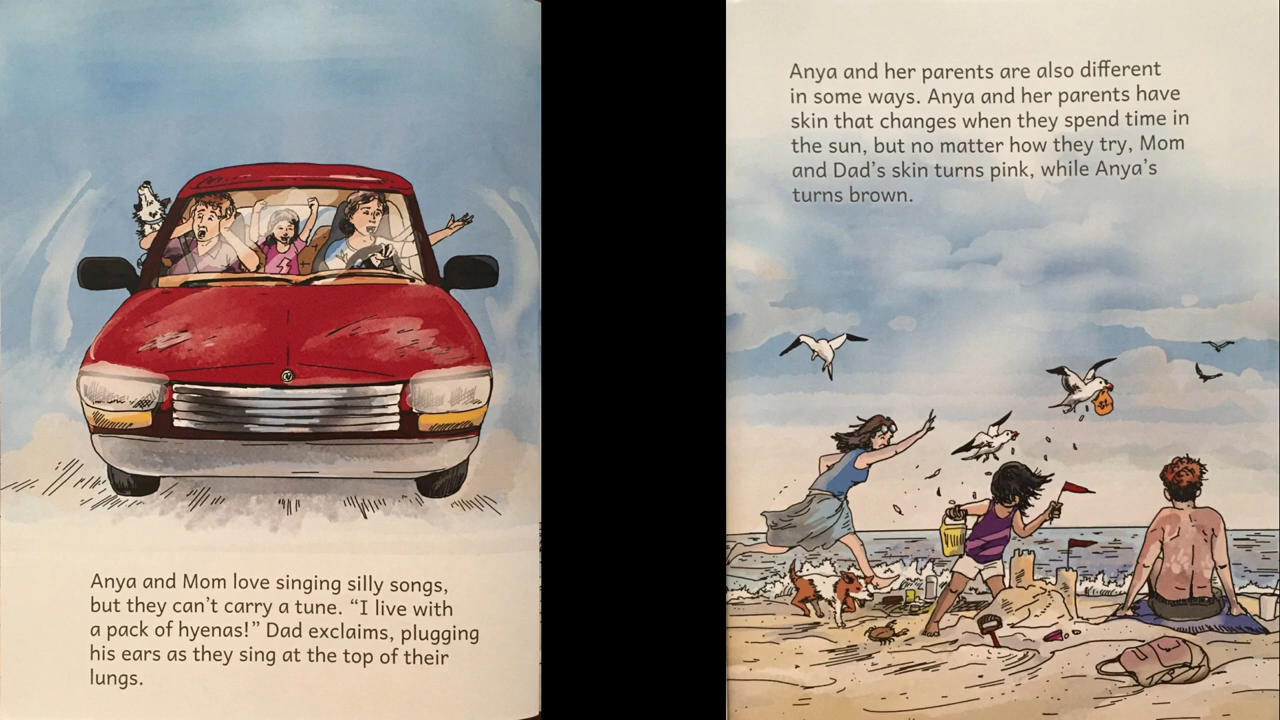 Anya and Mom love singing silly songs,
but they can't carry a tune. “I live with
a pack of hyenas!” Dad exclaims, plugging
his ears as they sing at the top of their
lungs.
Anya and her parents are also different
in some ways. Anya and her parents have
skin that changes when they spend time in
the sun, but no matter how they try, Mom
and Dad's skin turns pink, while Anya's
turns brown.